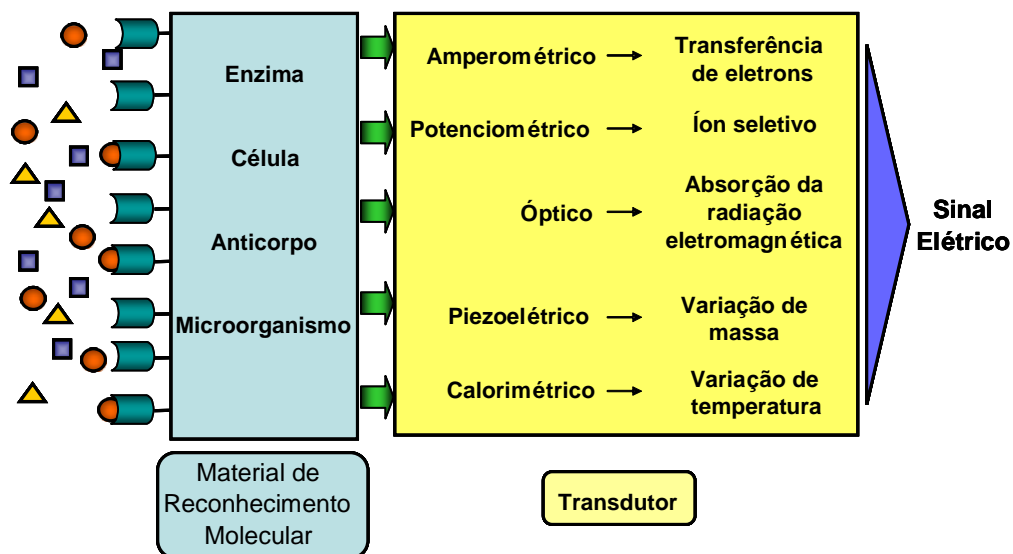 Enzima
Célula
Anticorpo
Microorganismo
Material de
Reconhecimento
Molecular
Amperométrico
Transferência
de eletrons
Potenciométrico
Íon seletivo
Óptico
Absorção da
radiação
eletromagnética
Piezoelétrico
Variação de
massa
Calorimétrico
Variação de
temperatura
Transdutor
Sinal
Elétrico